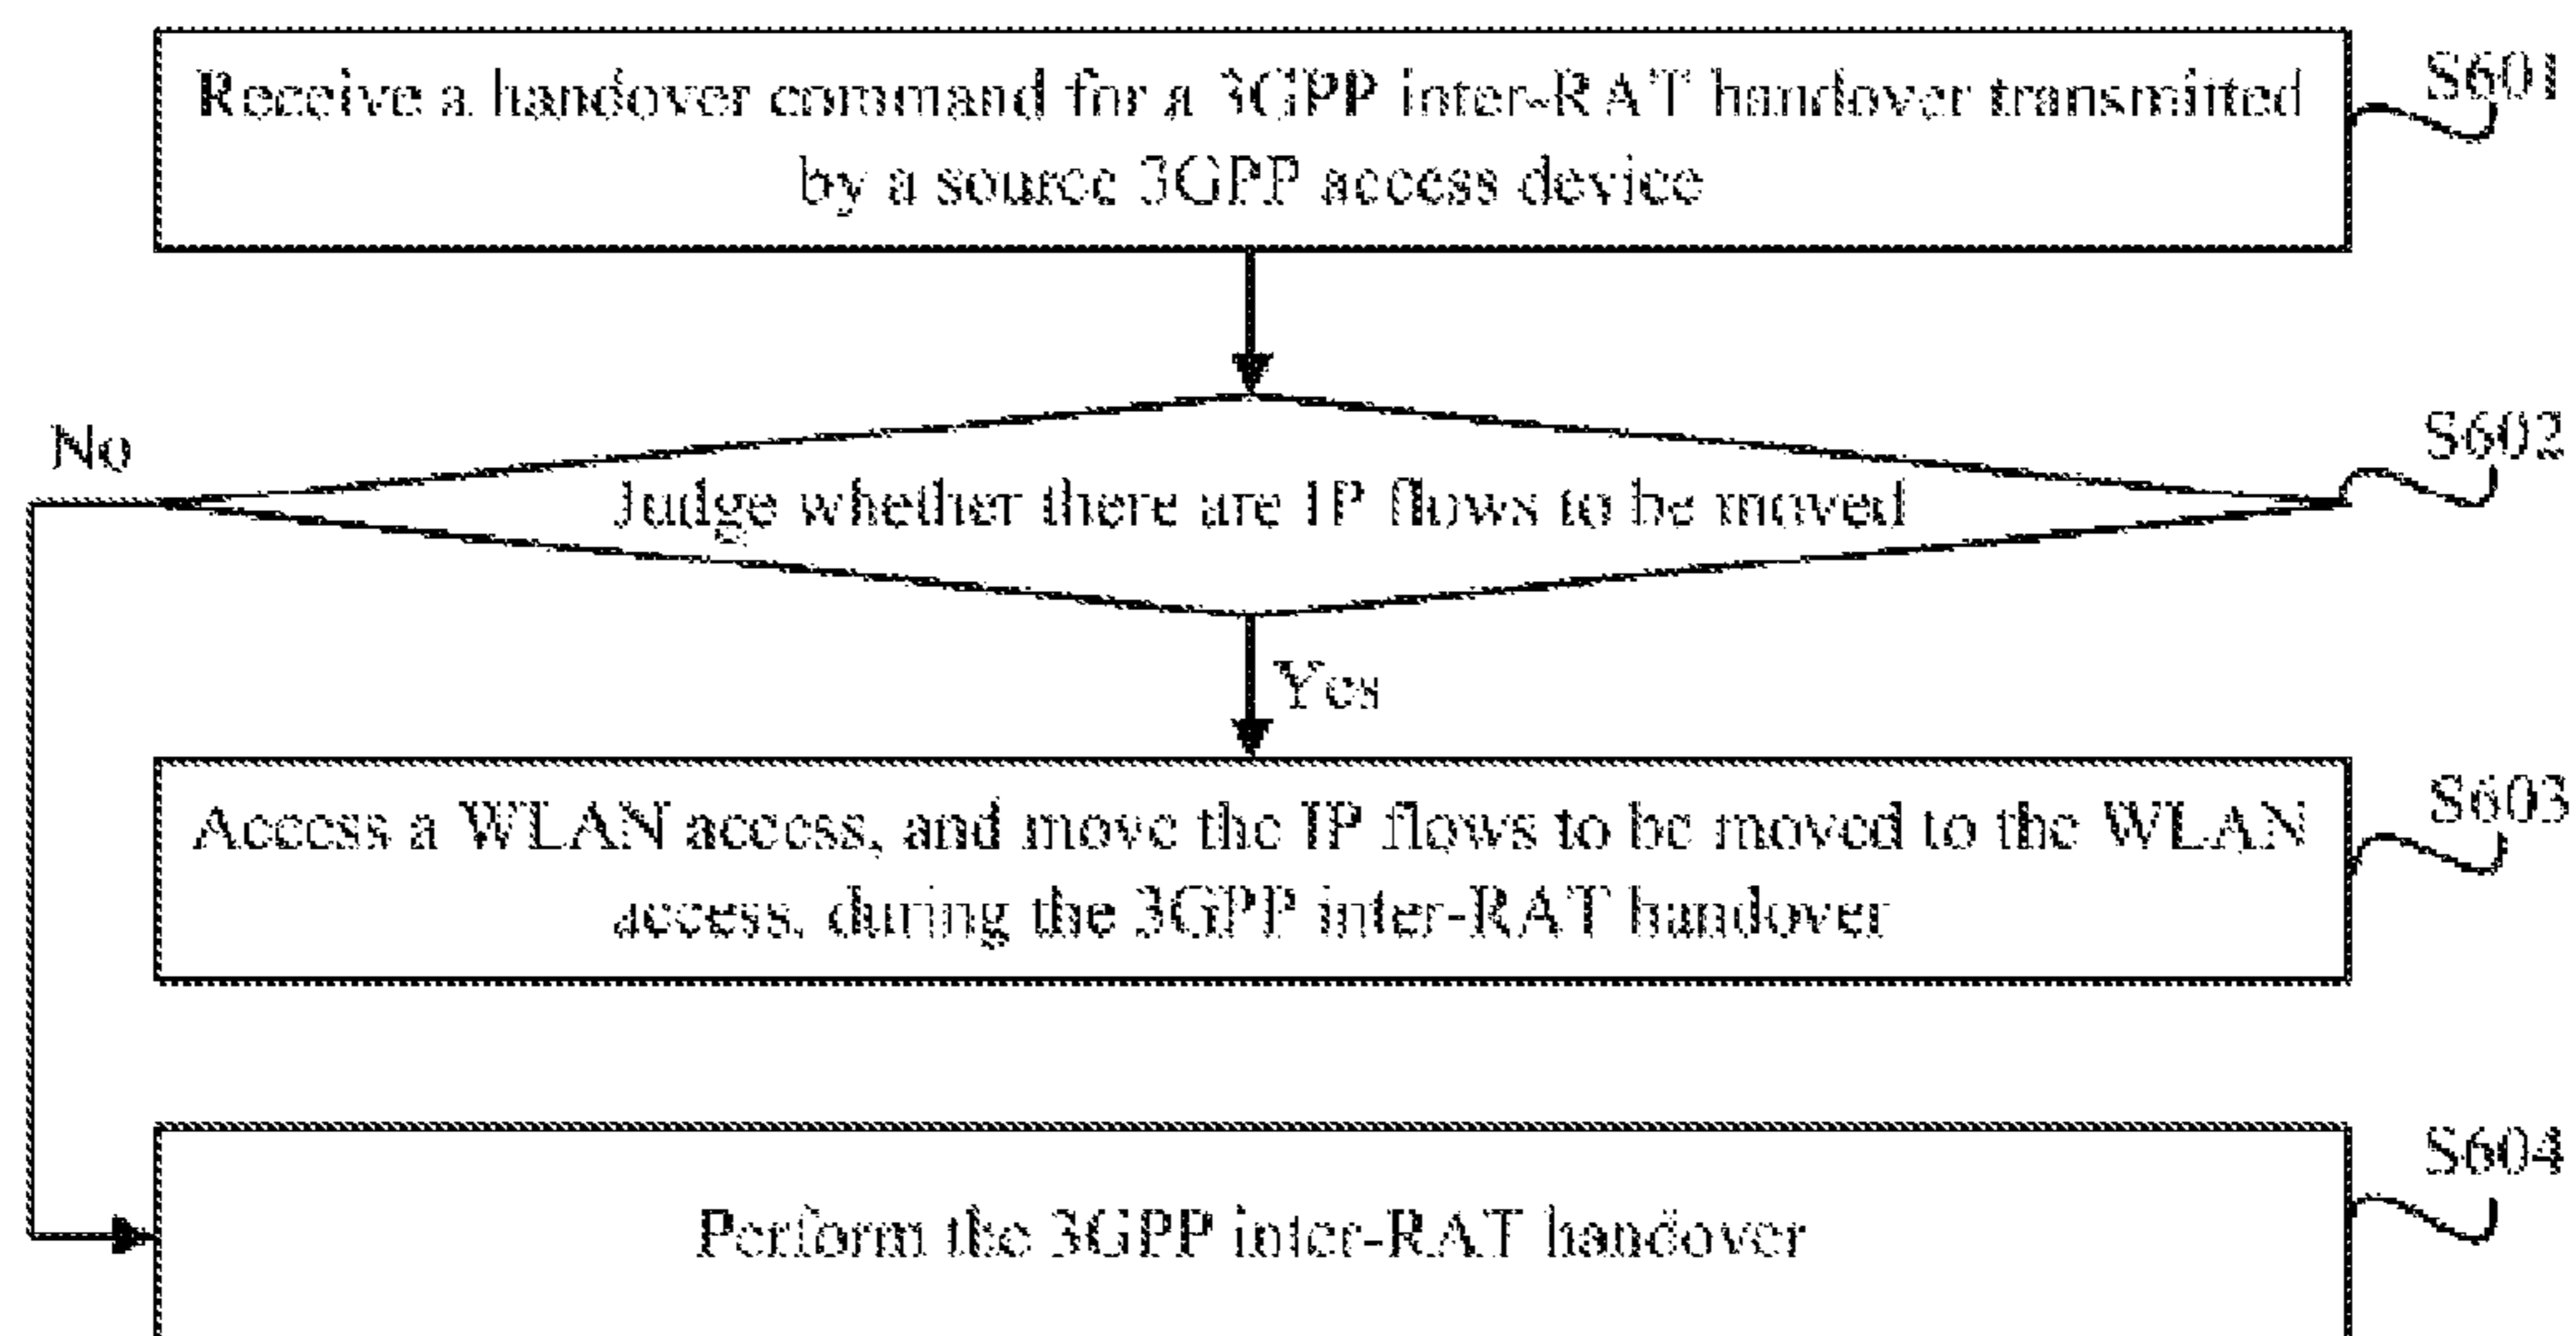 Receive a handover command for a 3GPP inter-RAT handover transmitted
by a source 3GPP access device
S601
No
Judge whether there are IP flows to be moved
S602
Yes
Access a WLAN access, and move the IP flows to be moved to the WLAN
access, during the 3GPP inter-RAT handover
S603
Perform the 3GPP inter-RAT handover
S604